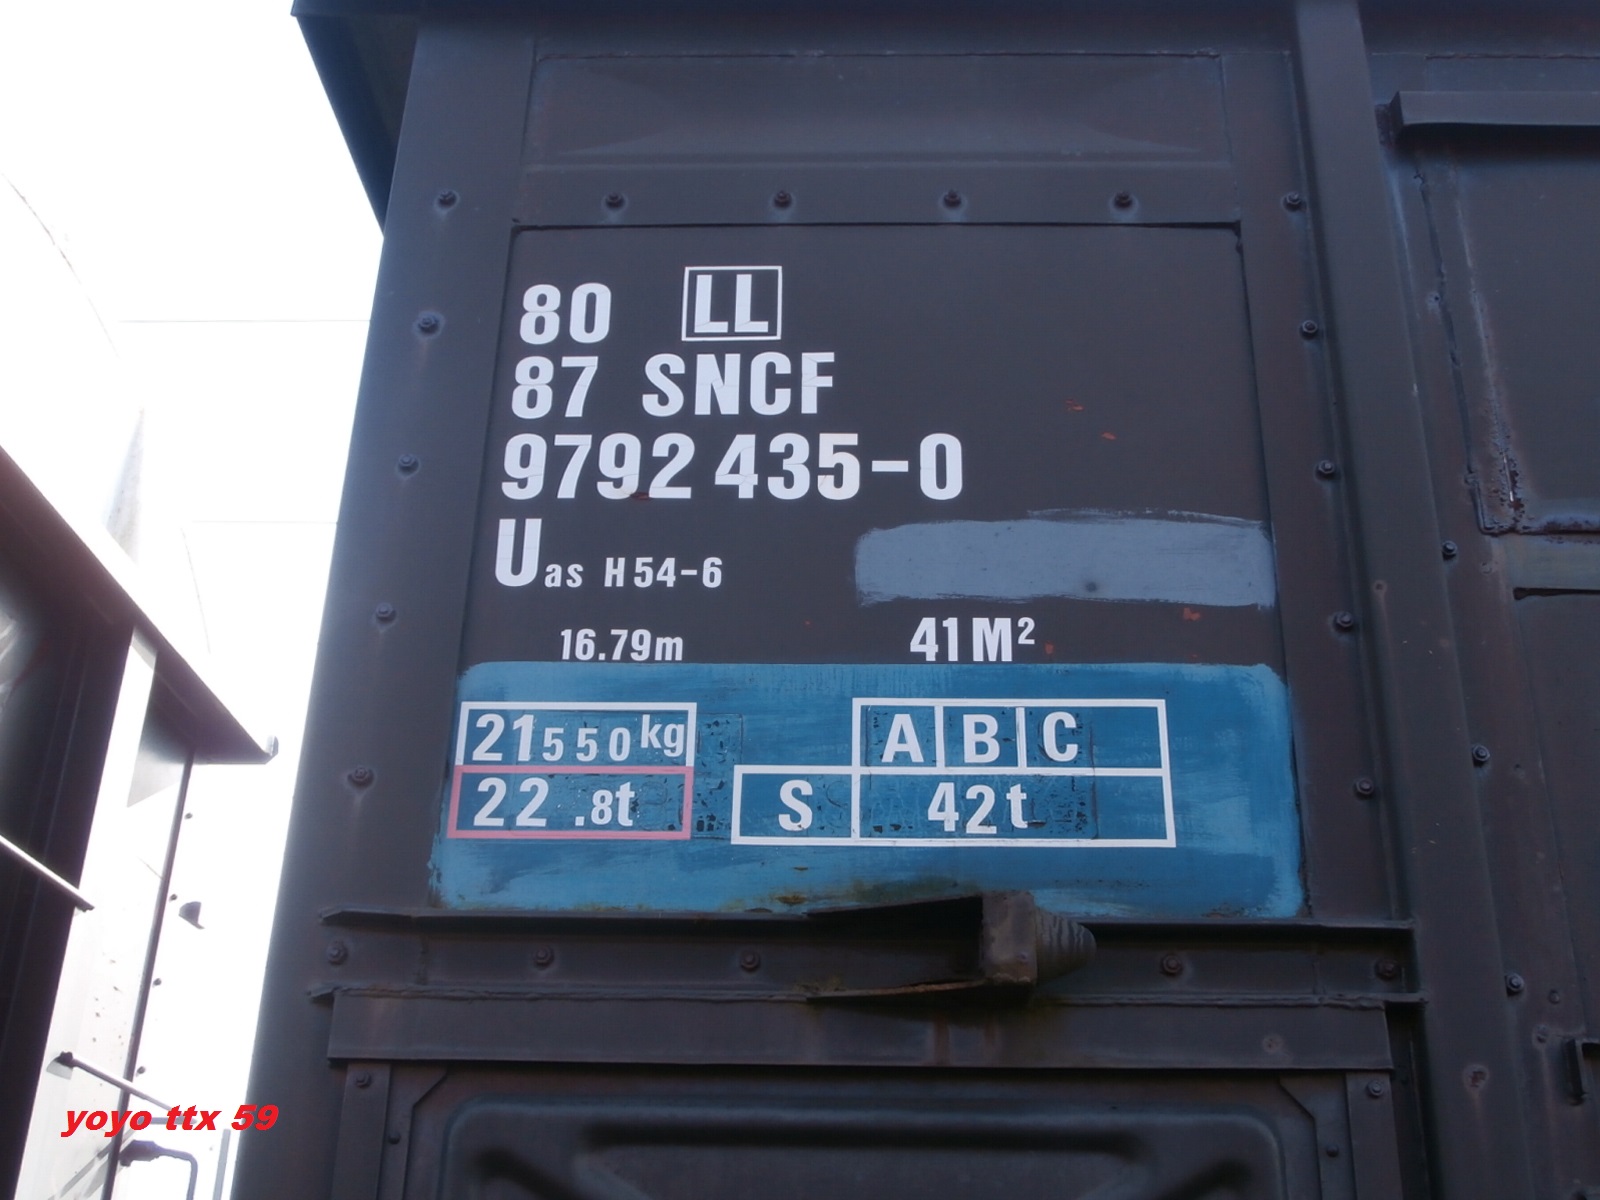 80 LL
87 SNCF
9792 435-0
Uas H54-6
16.79m 41M²
21550kg
22.8t
A B C
S 42t
yoyo ttx 59